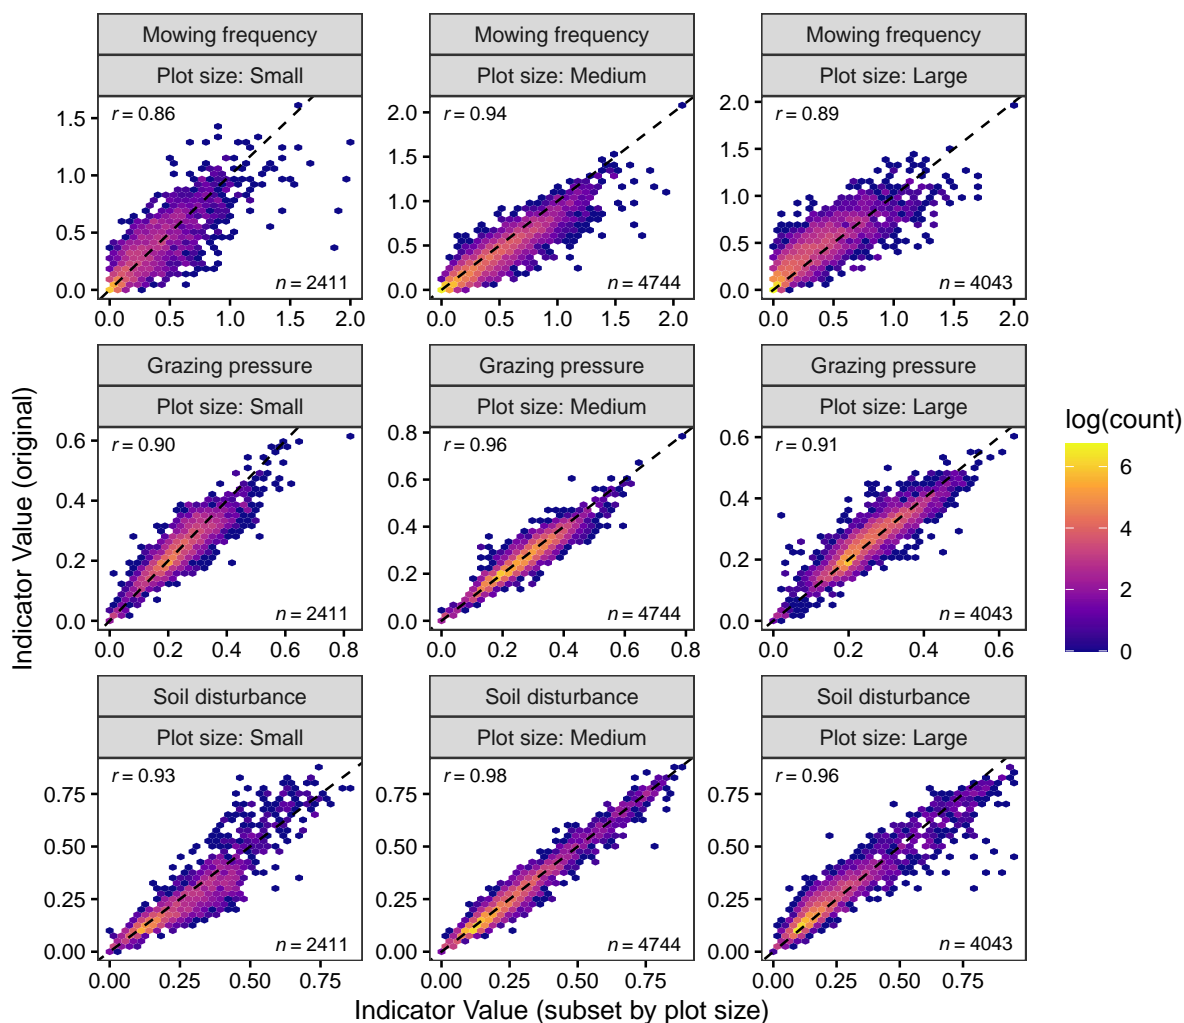 Mowing frequency
Plot size: Small
r = 0.86
n = 2411
1.5
1.0
0.5
0.0
0.0 0.5 1.0 1.5 2.0
Mowing frequency
Plot size: Medium
r = 0.94
n = 4744
2.0
1.5
1.0
0.5
0.0
0.0 0.5 1.0 1.5 2.0
Mowing frequency
Plot size: Large
r = 0.89
n = 4043
2.0
1.5
1.0
0.5
0.0
0.0 0.5 1.0 1.5 2.0
Grazing pressure
Plot size: Small
r = 0.90
n = 2411
0.6
0.4
0.2
0.0
0.0 0.2 0.4 0.6 0.8
Grazing pressure
Plot size: Medium
r = 0.96
n = 4744
0.8
0.6
0.4
0.2
0.0
0.0 0.2 0.4 0.6 0.8
Grazing pressure
Plot size: Large
r = 0.91
n = 4043
0.6
0.4
0.2
0.0
0.0 0.2 0.4 0.6
Soil disturbance
Plot size: Small
r = 0.93
n = 2411
0.75
0.50
0.25
0.00
0.00 0.25 0.50 0.75
Soil disturbance
Plot size: Medium
r = 0.98
n = 4744
0.75
0.50
0.25
0.00
0.00 0.25 0.50 0.75
Soil disturbance
Plot size: Large
r = 0.96
n = 4043
0.75
0.50
0.25
0.00
0.00 0.25 0.50 0.75
Indicator Value (original)
Indicator Value (subset by plot size)
log(count)
6
4
2
0